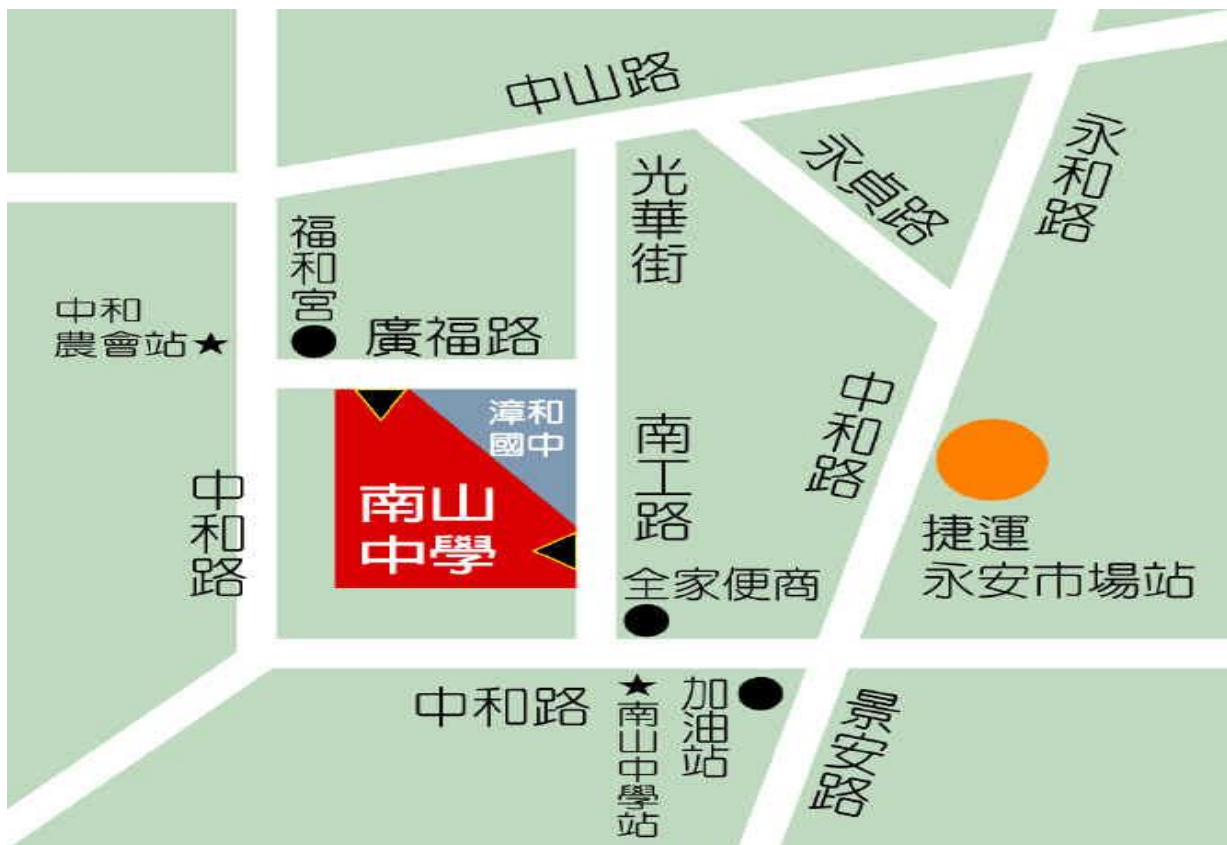 中山路
永和路
永貞路
光華街
福和宮
中和
農會站
廣福路
中和路
漳和
國中
南工路
中和路
南山
中學
捷運
永安市場站
全家便商
中和路
南山中學站
加油站
景安路